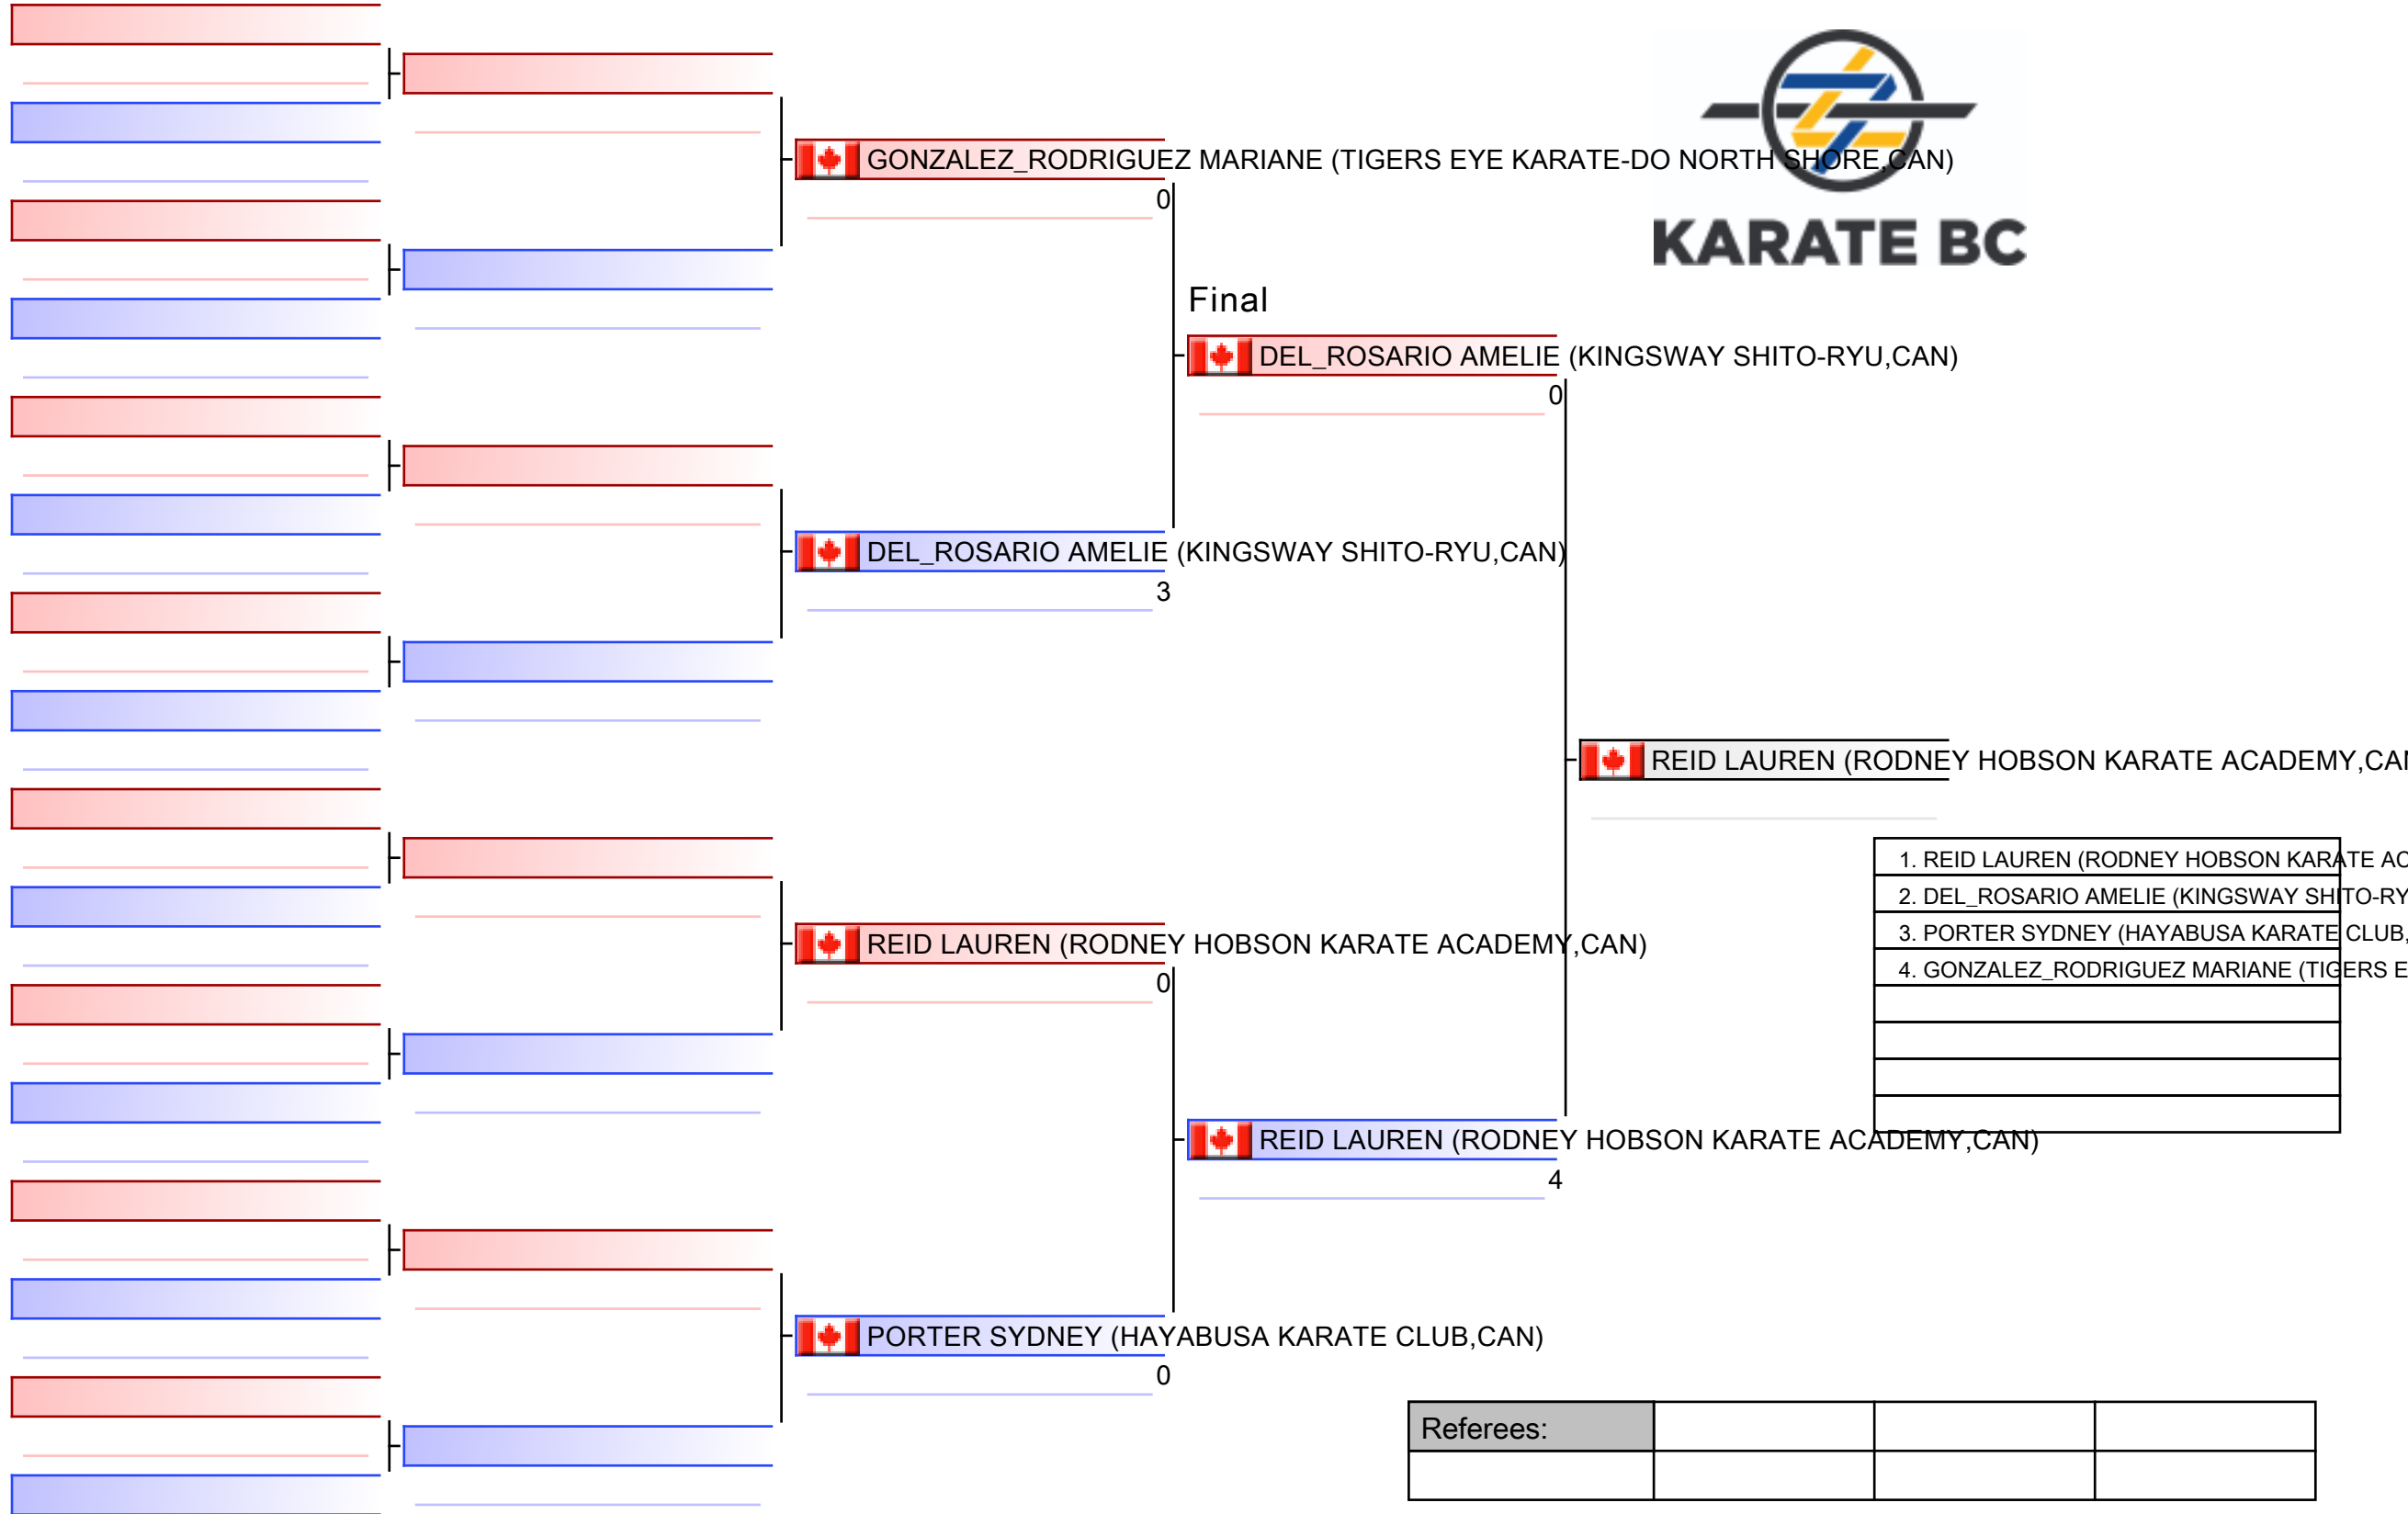 GONZALEZ_RODRIGUEZ MARIANE (TIGERS EYE KARATE-DO NORTH SHORE,CAN)
0
KARATE BC
Final
DEL_ROSARIO AMELIE (KINGSWAY SHITO-RYU,CAN)
0
DEL_ROSARIO AMELIE (KINGSWAY SHITO-RYU,CAN)
3
REID LAUREN (RODNEY HOBSON KARATE ACADEMY,CAN
1. REID LAUREN (RODNEY HOBSON KARATE AC
2. DEL_ROSARIO AMELIE (KINGSWAY SHITO-RY
3. PORTER SYDNEY (HAYABUSA KARATE CLUB,
4. GONZALEZ_RODRIGUEZ MARIANE (TIGERS E
REID LAUREN (RODNEY HOBSON KARATE ACADEMY,CAN)
0
REID LAUREN (RODNEY HOBSON KARATE ACADEMY,CAN)
4
PORTER SYDNEY (HAYABUSA KARATE CLUB,CAN)
0
Referees: